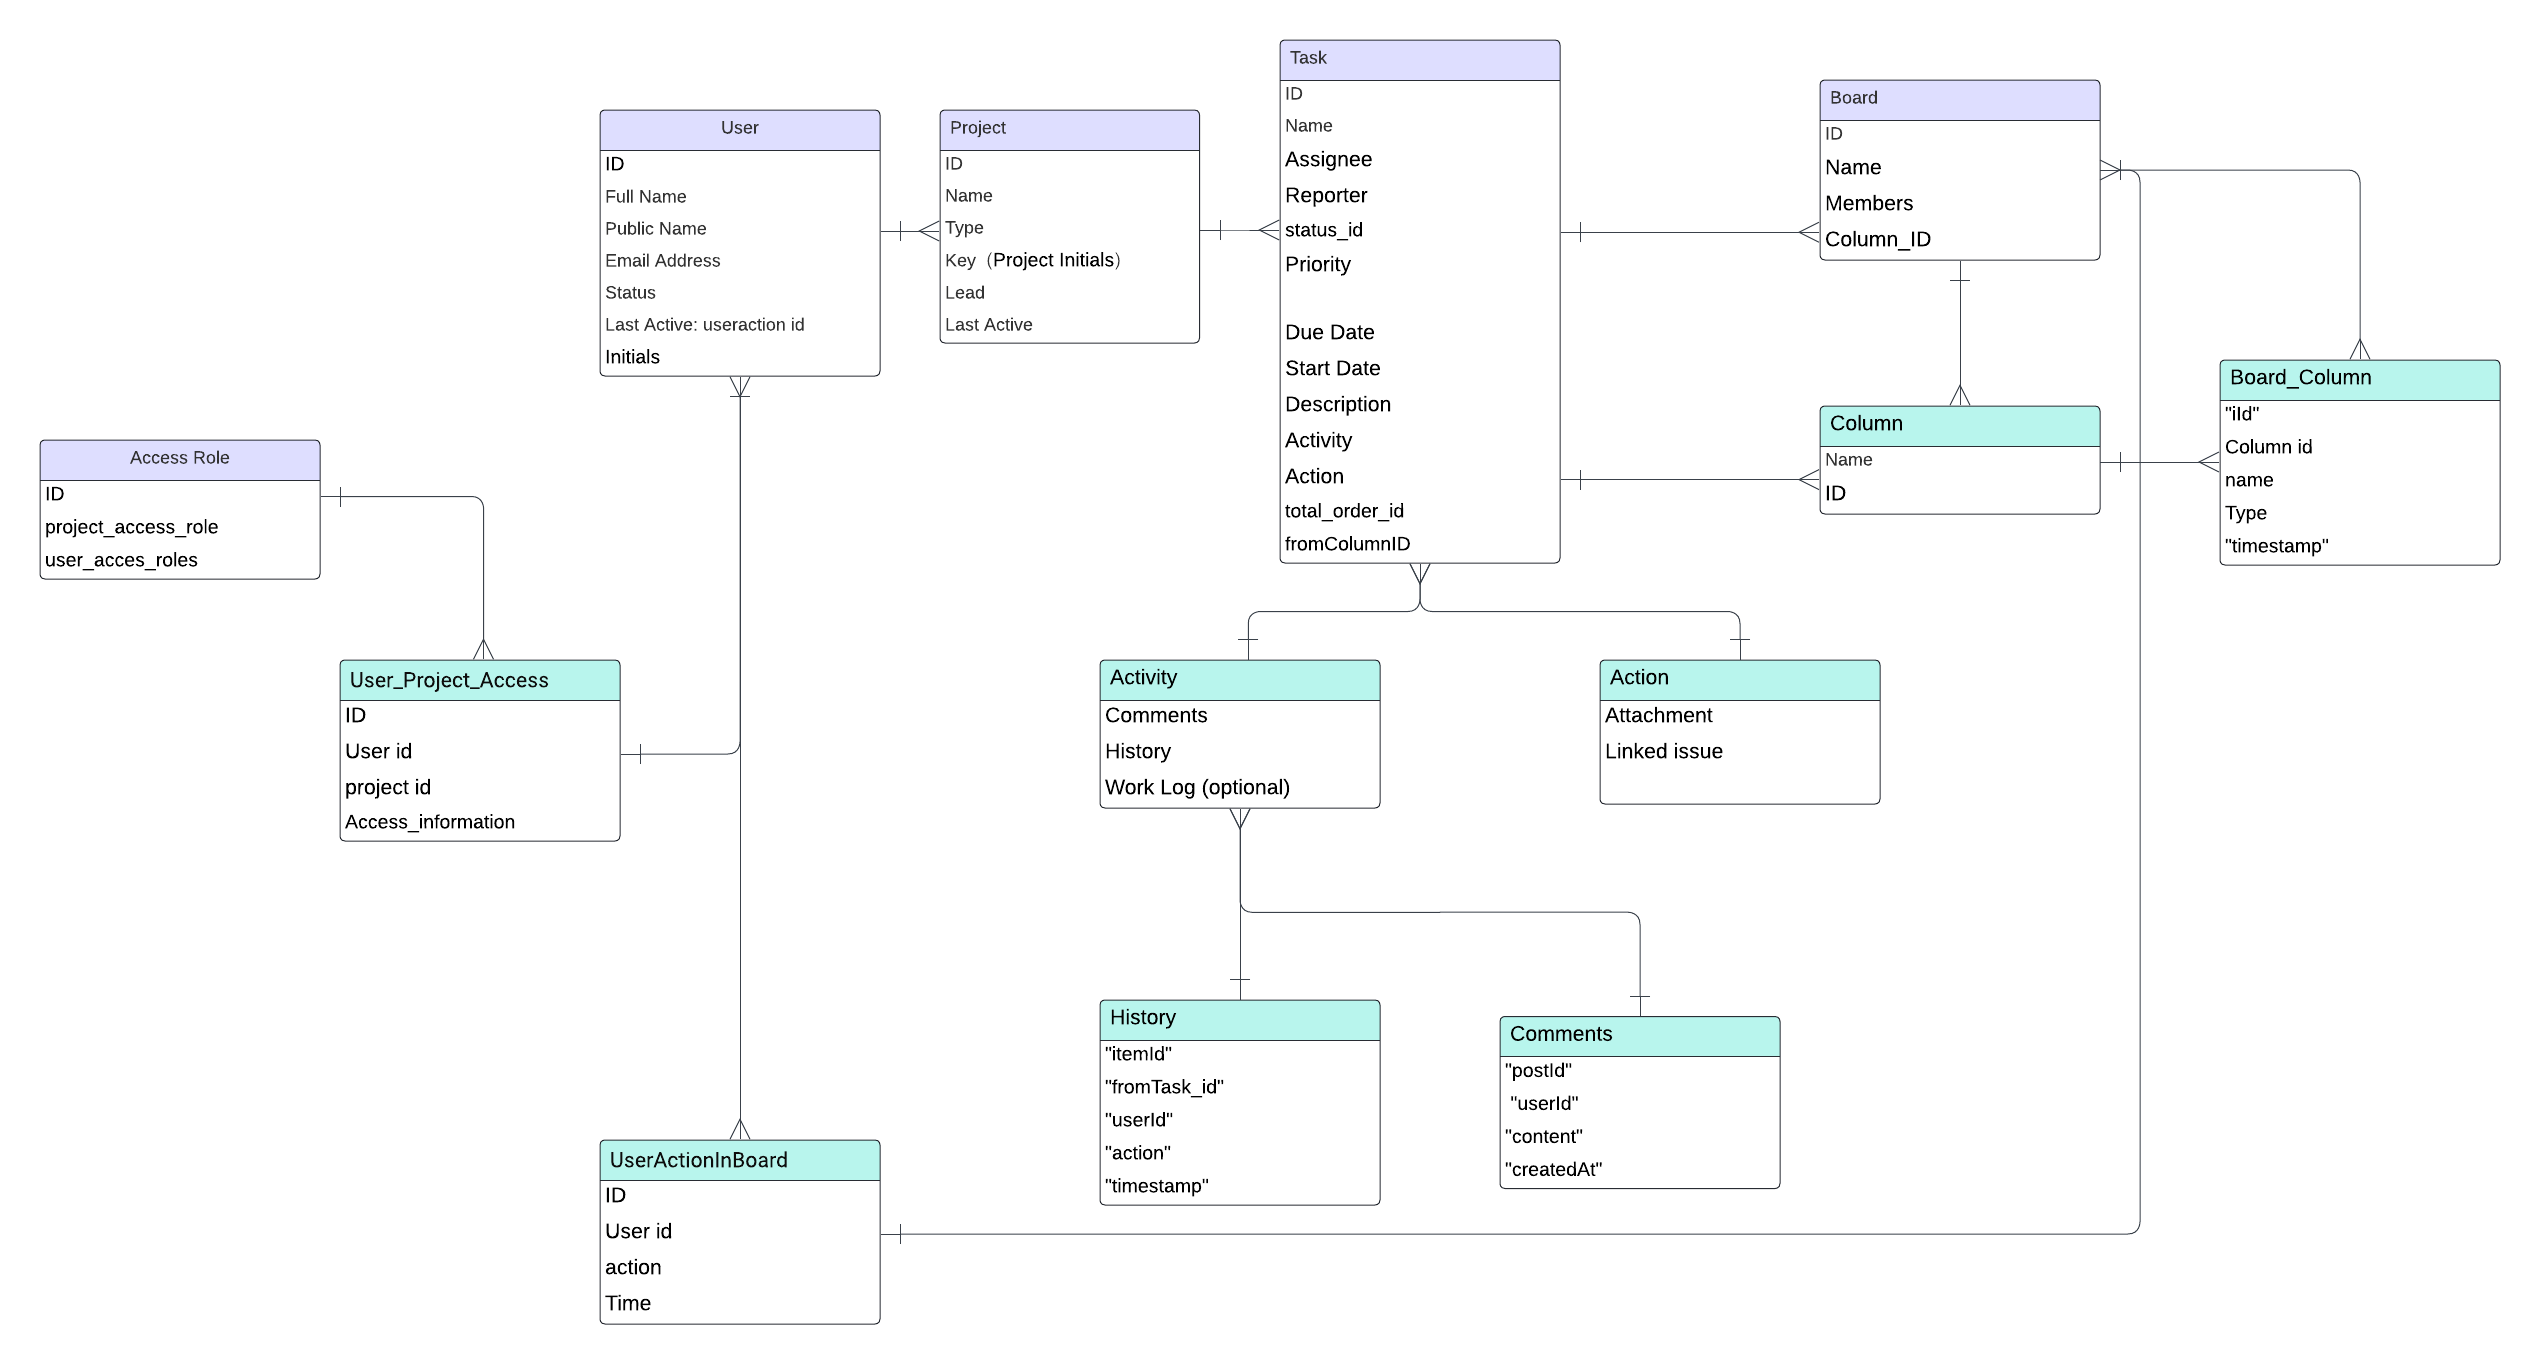 User
ID
Full Name
Public Name
Email Address
Status
Last Active: useraction id
Initials
Project
ID
Name
Type
Key（Project Initials）
Lead
Last Active
Task
ID
Name
Assignee
Reporter
status_id
Priority
Due Date
Start Date
Description
Activity
Action
total_order_id
fromColumnID
Board
ID
Name
Members
Column_ID
Column
Name
ID
Board_Column
"iId"
Column id
name
Type
"timestamp"
Access Role
ID
project_access_role
user_acces_roles
User_Project_Access
ID
User id
project id
Access_information
Activity
Comments
History
Work Log (optional)
Action
Attachment
Linked issue
History
"itemId"
"fromTask_id"
"userId"
"action"
"timestamp"
Comments
"postId"
"userId"
"content"
"createdAt"
UserActionInBoard
ID
User id
action
Time